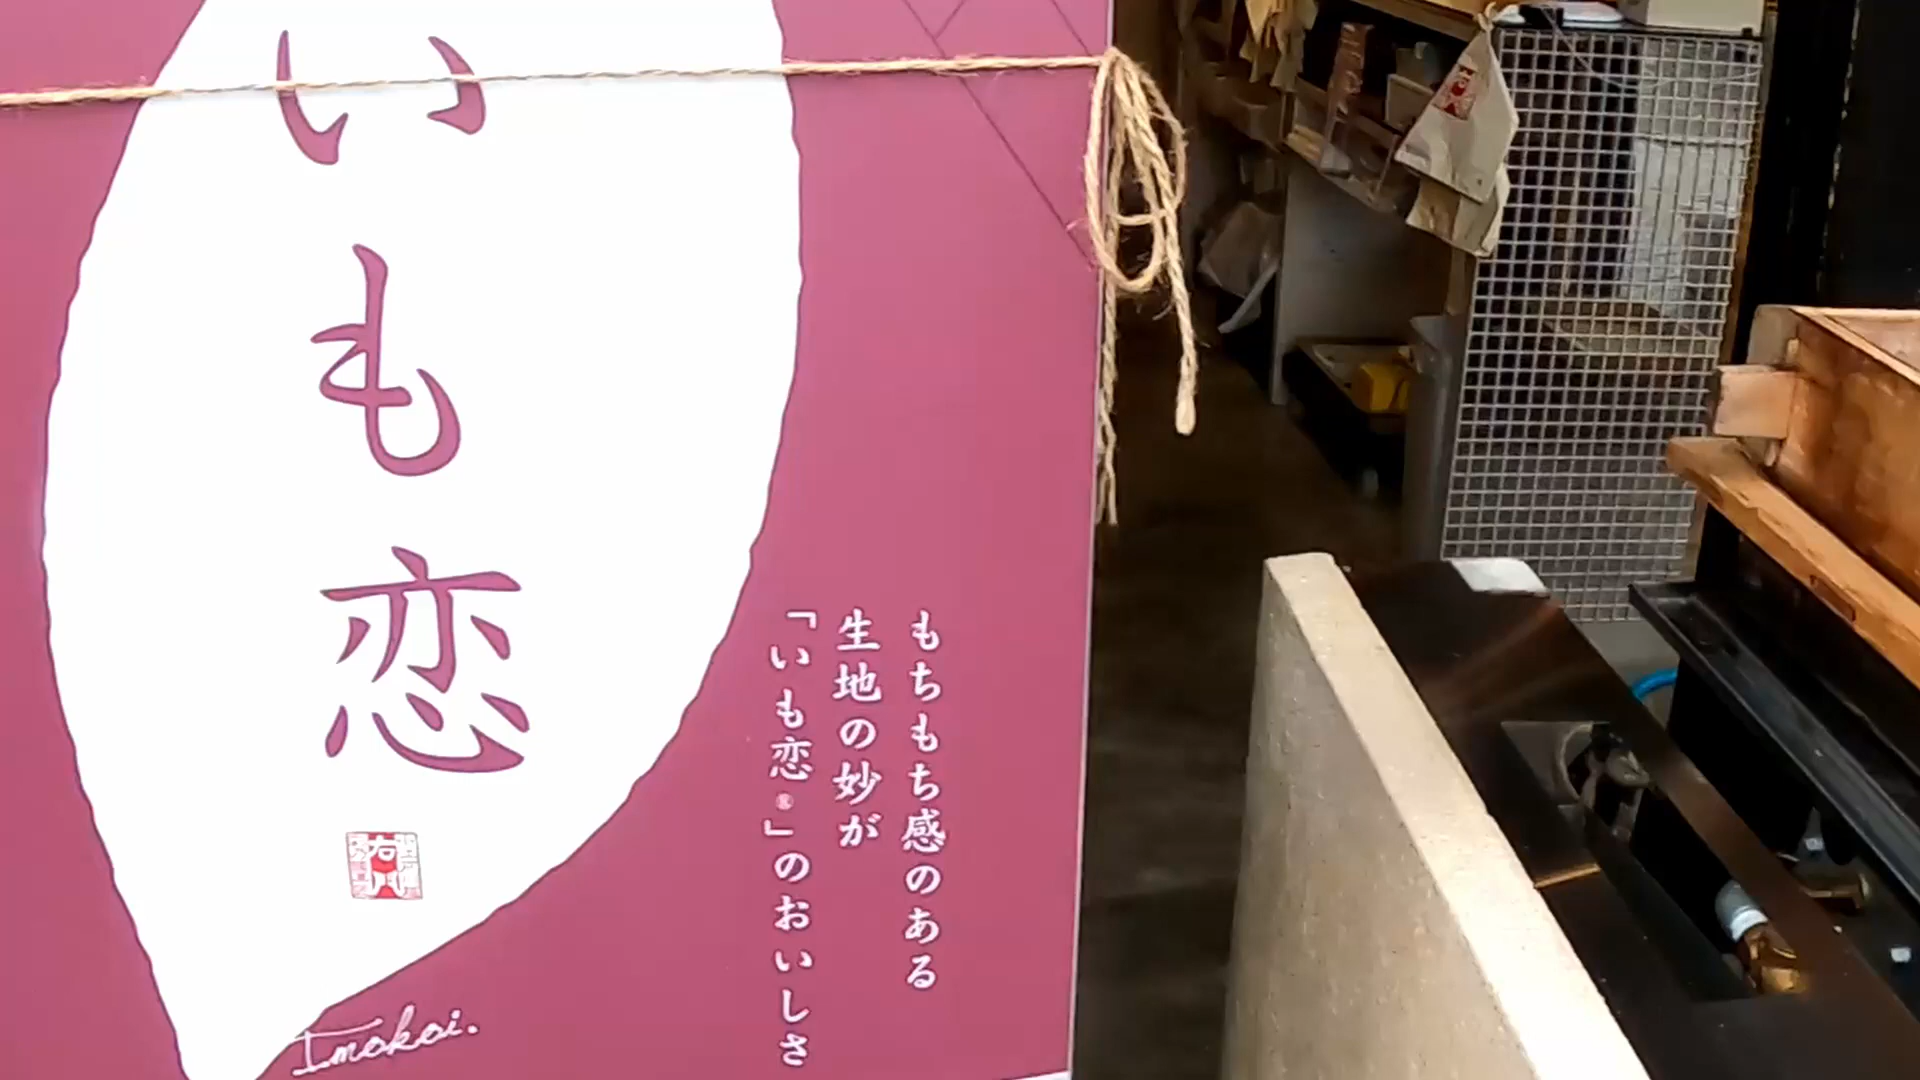 いも恋
もちもち感のある
生地の妙が
「いも恋」のおいしさ
Imokoi.